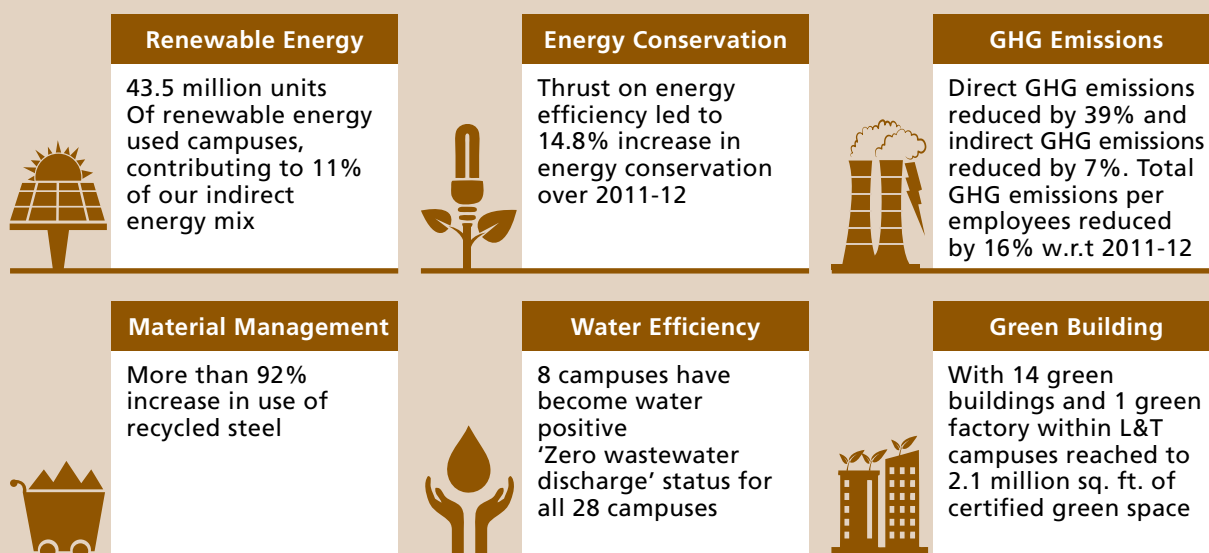 Renewable Energy
43.5 million units
Of renewable energy
used campuses,
contributing to 11%
of our indirect
energy mix
Energy Conservation
Thrust on energy
efficiency led to
14.8% increase in
energy conservation
over 2011-12
GHG Emissions
Direct GHG emissions
reduced by 39% and
indirect GHG emissions
reduced by 7%. Total
GHG emissions per
employees reduced
by 16% w.r.t 2011-12
Material Management
More than 92%
increase in use of
recycled steel
Water Efficiency
8 campuses have
become water
positive
‘Zero wastewater
discharge’ status for
all 28 campuses
Green Building
With 14 green
buildings and 1 green
factory within L&T
campuses reached to
2.1 million sq. ft. of
certified green space